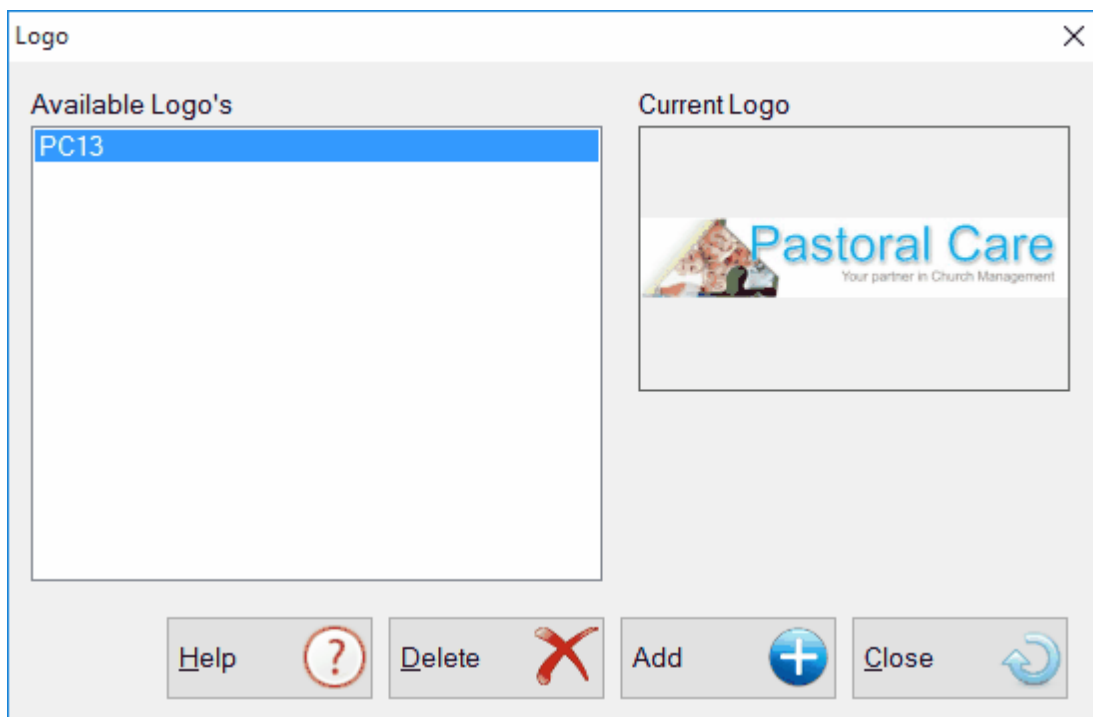 Logo
Available Logo's
Current Logo
PC13
Pastoral Care
Your partner in Church Management
Help
?
Delete
Add
Close